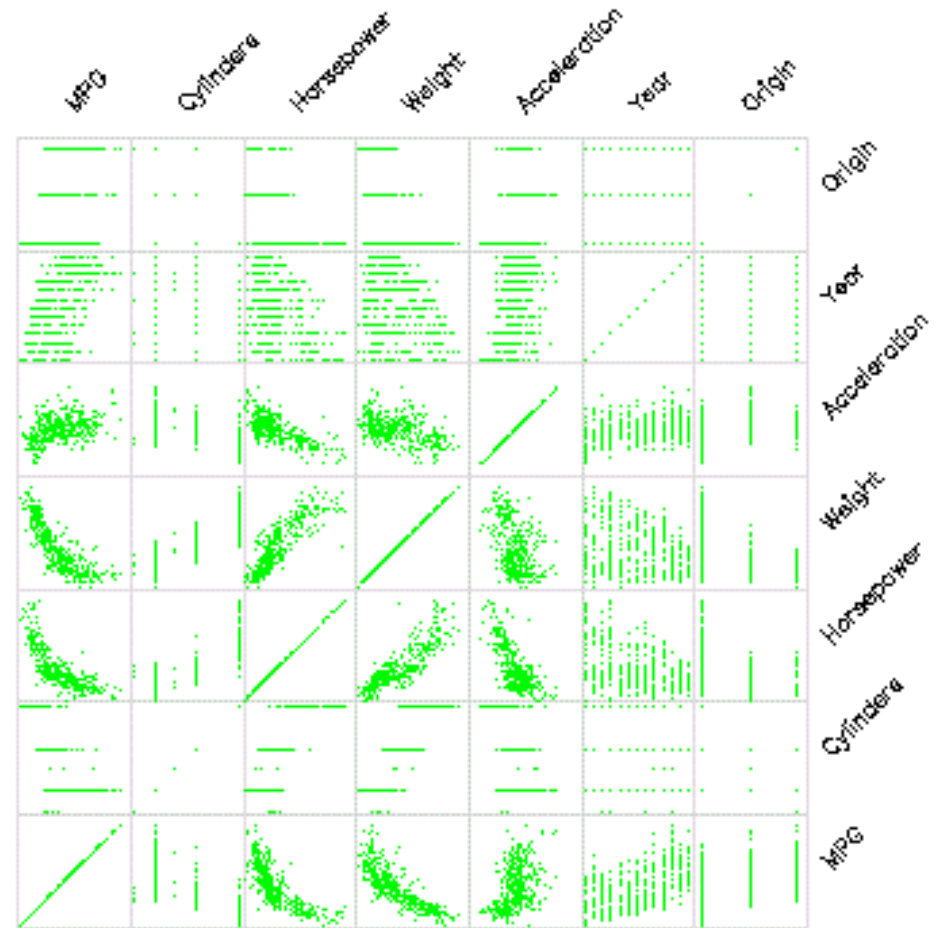 MPG
Cylinders
Horsepower
Weight
Acceleration
Year
Origin
Origin
Year
Acceleration
Weight
Horsepower
Cylinders
MPG